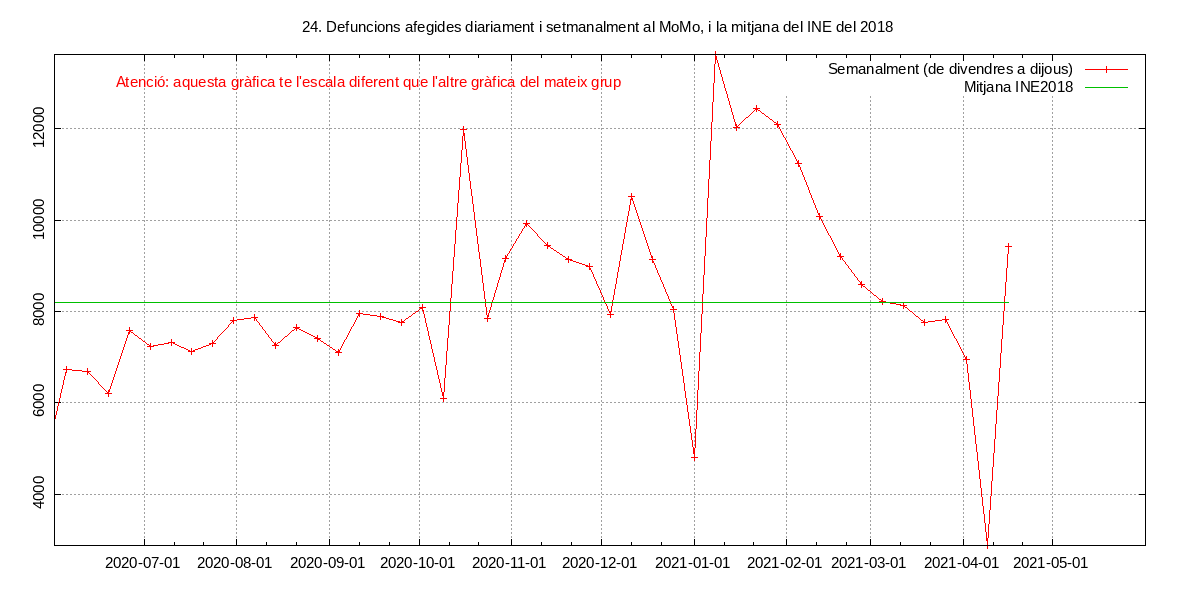 24. Defuncions afegides diariament i setmanalment al MoMo, i la mitjana del INE del 2018
Atenció: aquesta gràfica te l'escala diferent que l'altre gràfica del mateix grup
Semanalment (de divendres a dijous)
Mitjana INE2018
12000
10000
8000
6000
4000
2020-07-01 2020-08-01 2020-09-01 2020-10-01 2020-11-01 2020-12-01 2021-01-01 2021-02-01 2021-03-01 2021-04-01 2021-05-01